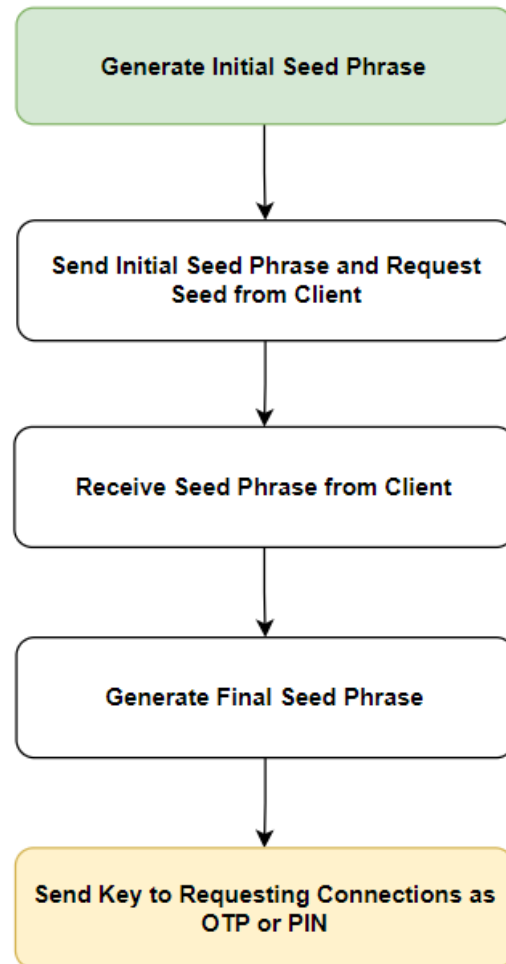 Generate Initial Seed Phrase
Send Initial Seed Phrase and Request
Seed from Client
Receive Seed Phrase from Client
Generate Final Seed Phrase
Send Key to Requesting Connections as
OTP or PIN